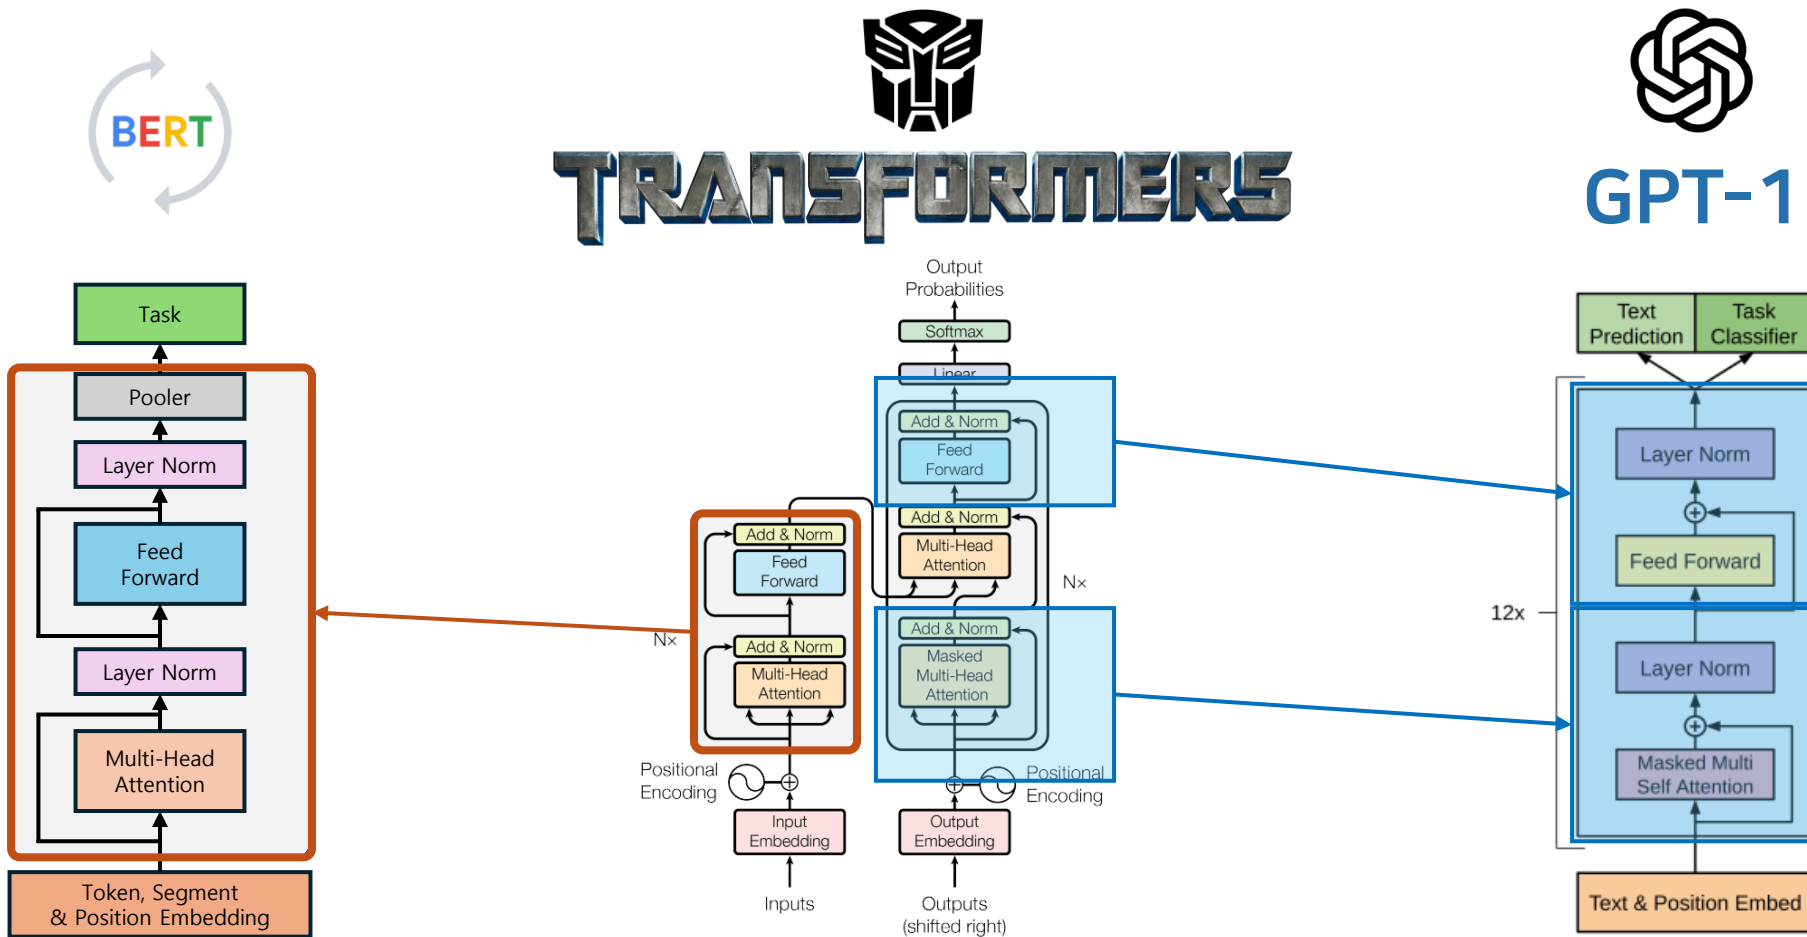 BERT
TRANSFORMERS
GPT-1
Task
Pooler
Layer Norm
Feed
Forward
Layer Norm
Multi-Head
Attention
Token, Segment
& Position Embedding
Output
Probabilities
Softmax
Linear
Add & Norm
Feed
Forward
Add & Norm
Multi-Head
Attention
Nx
Add & Norm
Masked
Multi-Head
Attention
Positional
Encoding
Output
Embedding
Outputs
(shifted right)
Add & Norm
Feed
Forward
Nx
Add & Norm
Multi-Head
Attention
Positional
Encoding
Input
Embedding
Inputs
Text
Prediction
Task
Classifier
12x
Layer Norm
Feed Forward
Layer Norm
Masked Multi
Self Attention
Text & Position Embed